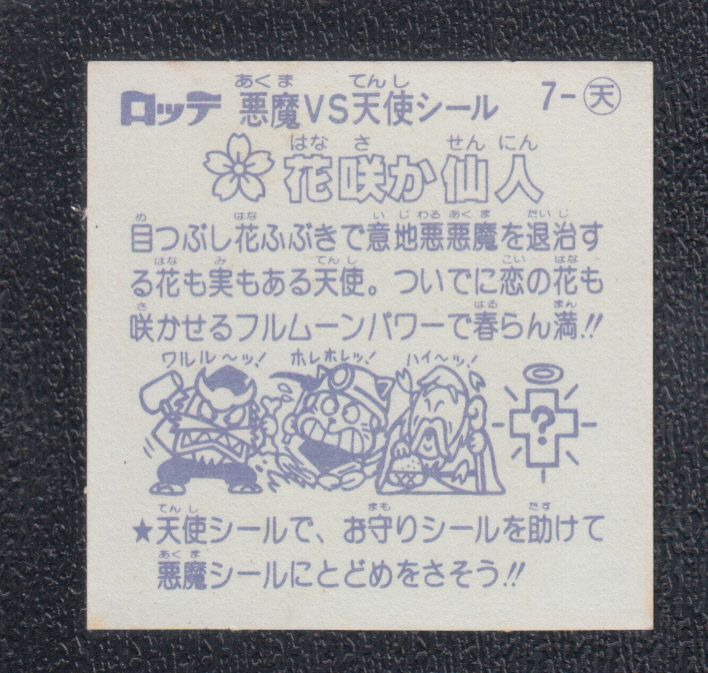 ロッテ 悪魔VS天使シール 7-天
あくま てんし
花咲か仙人
はな さ せん にん
目つぶし花ふぶきで意地悪悪魔を退治す
め はな いじわるあくま たいじ
る花も実もある天使。ついでに恋の花も
はな み てんし こい はな
咲かせるフルムーンパワーで春らん満!!
さ はる まん
ワルル〜ッ! ホレホレッ! ハイ〜ッ!
?
★天使シールで、お守りシールを助けて
てんし まも たす
悪魔シールにとどめをさそう!!
あくま